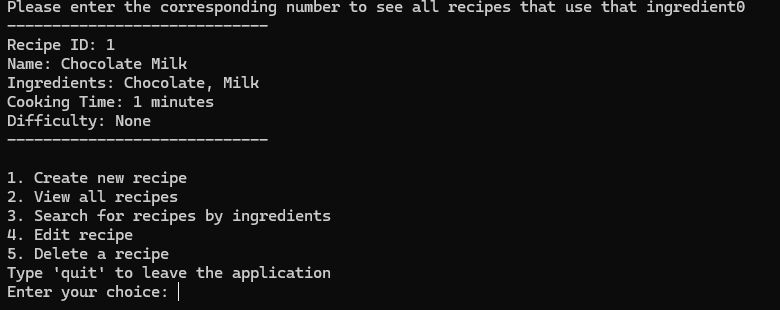 Please enter the corresponding number to see all recipes that use that ingredient0
-----------------------------
Recipe ID: 1
Name: Chocolate Milk
Ingredients: Chocolate, Milk
Cooking Time: 1 minutes
Difficulty: None
-----------------------------
1. Create new recipe
2. View all recipes
3. Search for recipes by ingredients
4. Edit recipe
5. Delete a recipe
Type 'quit' to leave the application
Enter your choice: